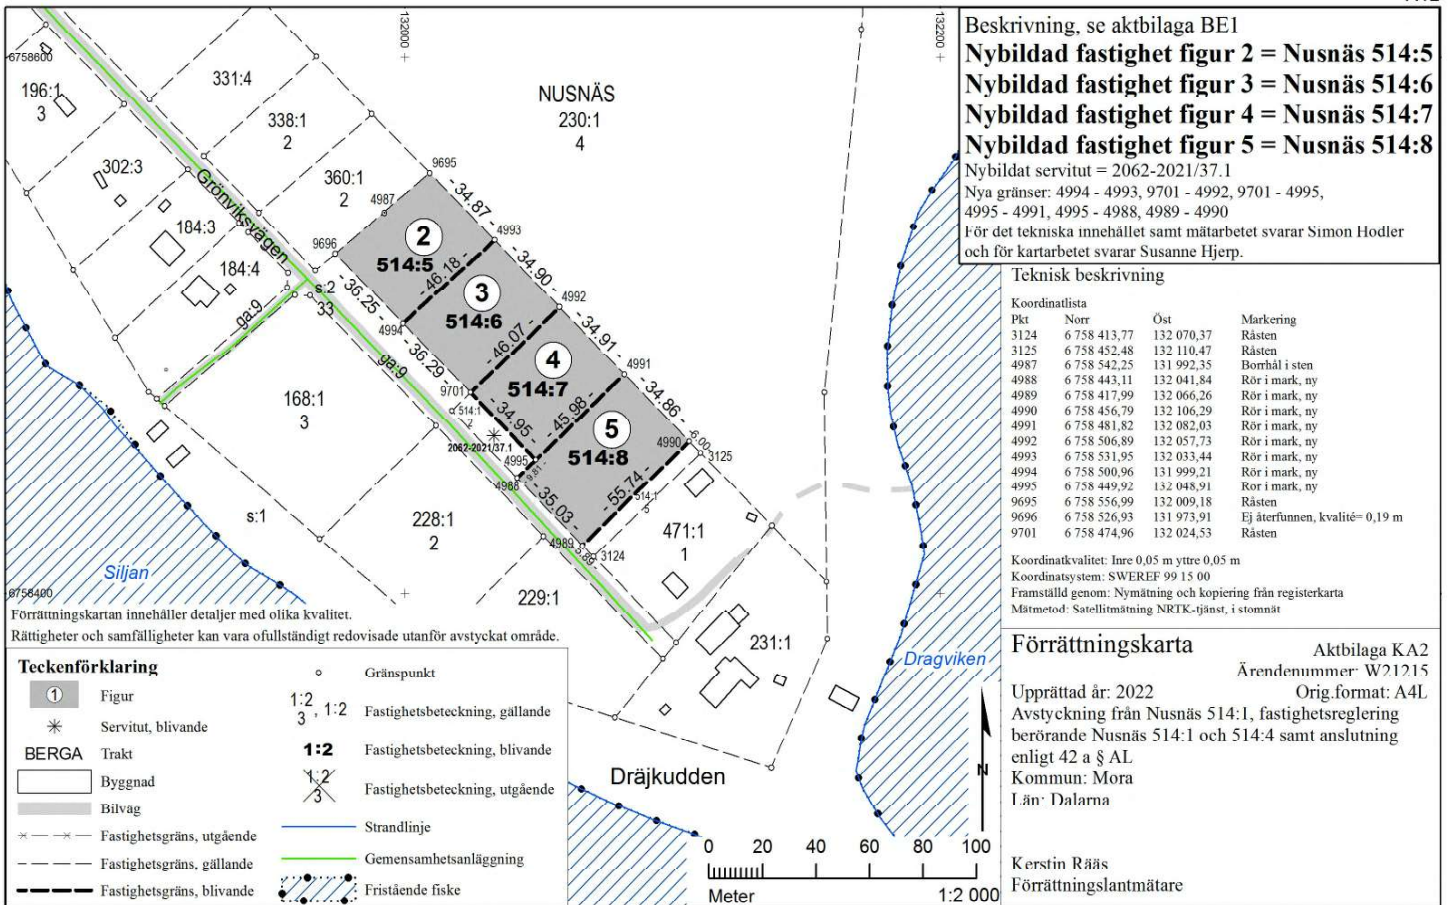 132000
132200
6758600
6758400
196:1
3
331:4
338:1
2
302:3
360:1
2
184:3
184:4
Grönviksvägen
ga:9
s:2
33
ga:9
168:1
3
s:1
228:1
2
229:1
Siljan
NUSNÄS
230:1
4
9695
4987
9696
34.87
4993
2
514:5
46.18
36.25
34.90
4994
4992
3
514:6
46.07
36.29
34.91
9701
4991
4
514:7
514:1
2
34.95
45.98
34.86
2062-2021/37.1
4995
9.81
4988
5
514:8
4990
6.00
3125
35.03
55.74
514:1
5
4989
5.89
3124
471:1
1
231:1
Dragviken
Dräjkudden
Beskrivning, se aktbilaga BE1
Nybildad fastighet figur 2 = Nusnäs 514:5
Nybildad fastighet figur 3 = Nusnäs 514:6
Nybildad fastighet figur 4 = Nusnäs 514:7
Nybildad fastighet figur 5 = Nusnäs 514:8
Nybildat servitut = 2062-2021/37.1
Nya gränser: 4994 - 4993, 9701 - 4992, 9701 - 4995,
4995 - 4991, 4995 - 4988, 4989 - 4990
För det tekniska innehållet samt mätarbetet svarar Simon Hodler
och för kartarbetet svarar Susanne Hjerp.
Teknisk beskrivning
Koordinatlista
Pkt Norr Öst Markering
3124 6 758 413,77 132 070,37 Råsten
3125 6 758 452,48 132 110,47 Råsten
4987 6 758 542,25 131 992,35 Borrhål i sten
4988 6 758 443,11 132 041,84 Rör i mark, ny
4989 6 758 417,99 132 066,26 Rör i mark, ny
4990 6 758 456,79 132 106,29 Rör i mark, ny
4991 6 758 481,82 132 082,03 Rör i mark, ny
4992 6 758 506,89 132 057,73 Rör i mark, ny
4993 6 758 531,95 132 033,44 Rör i mark, ny
4994 6 758 500,96 131 999,21 Rör i mark, ny
4995 6 758 449,92 132 048,91 Rör i mark, ny
9695 6 758 556,99 132 009,18 Råsten
9696 6 758 526,93 131 973,91 Ej återfunnen, kvalité= 0,19 m
9701 6 758 474,96 132 024,53 Råsten
Koordinatkvalitet: Inre 0,05 m yttre 0,05 m
Koordinatsystem: SWEREF 99 15 00
Framställd genom: Nymätning och kopiering från registerkarta
Mätmetod: Satellitmätning NRTK-tjänst, i stomnät
Förrättningskartan innehåller detaljer med olika kvalitet.
Rättigheter och samfälligheter kan vara ofullständigt redovisade utanför avstyckat område.
Teckenförklaring
1 Figur
Servitut, blivande
BERGA Trakt
Byggnad
Bilväg
Fastighetsgräns, utgående
Fastighetsgräns, gällande
Fastighetsgräns, blivande
Gränspunkt
1:2
3 , 1:2 Fastighetsbeteckning, gällande
1:2 Fastighetsbeteckning, blivande
1:2
3 Fastighetsbeteckning, utgående
Strandlinje
Gemensamhetsanläggning
Fristående fiske
N
0 20 40 60 80 100
Meter 1:2 000
Förrättningskarta
Aktbilaga KA2
Ärendenummer: W21215
Upprättad år: 2022 Orig.format: A4L
Avstyckning från Nusnäs 514:1, fastighetsreglering
berörande Nusnäs 514:1 och 514:4 samt anslutning
enligt 42 a § AL
Kommun: Mora
Län: Dalarna
Kerstin Rääs
Förrättningslantmätare